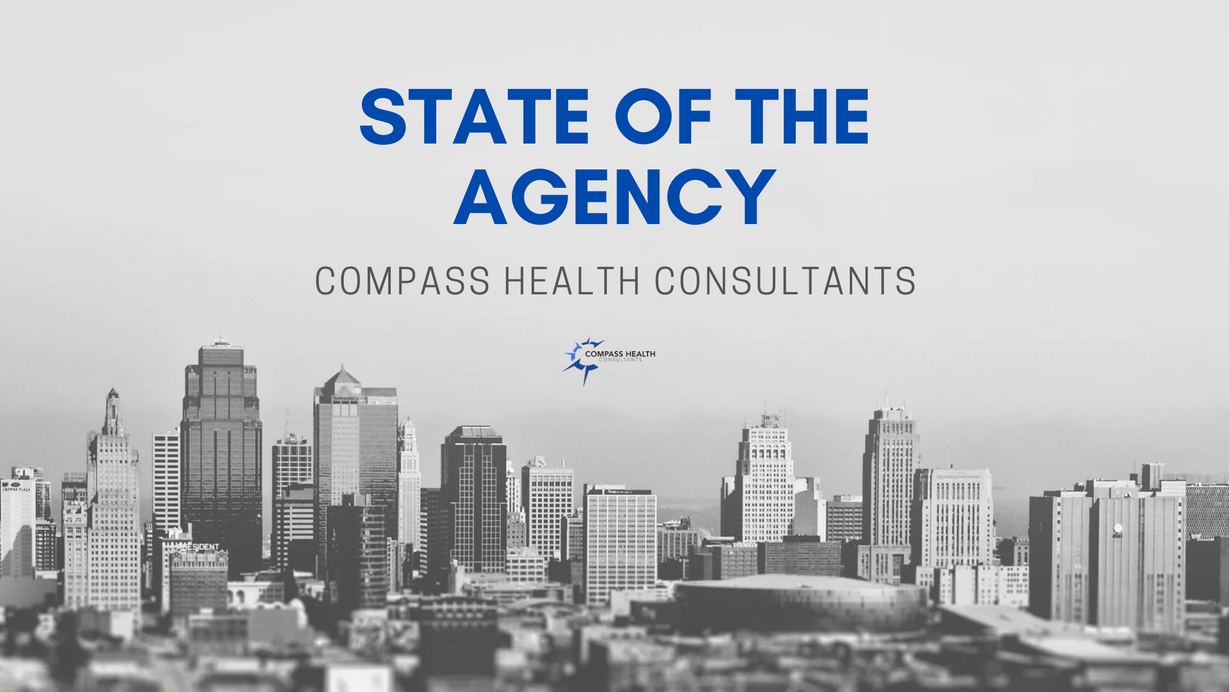 STATE OF THE
AGENCY
COMPASS HEALTH CONSULTANTS
COMPASS HEALTH
CONSULTANTS